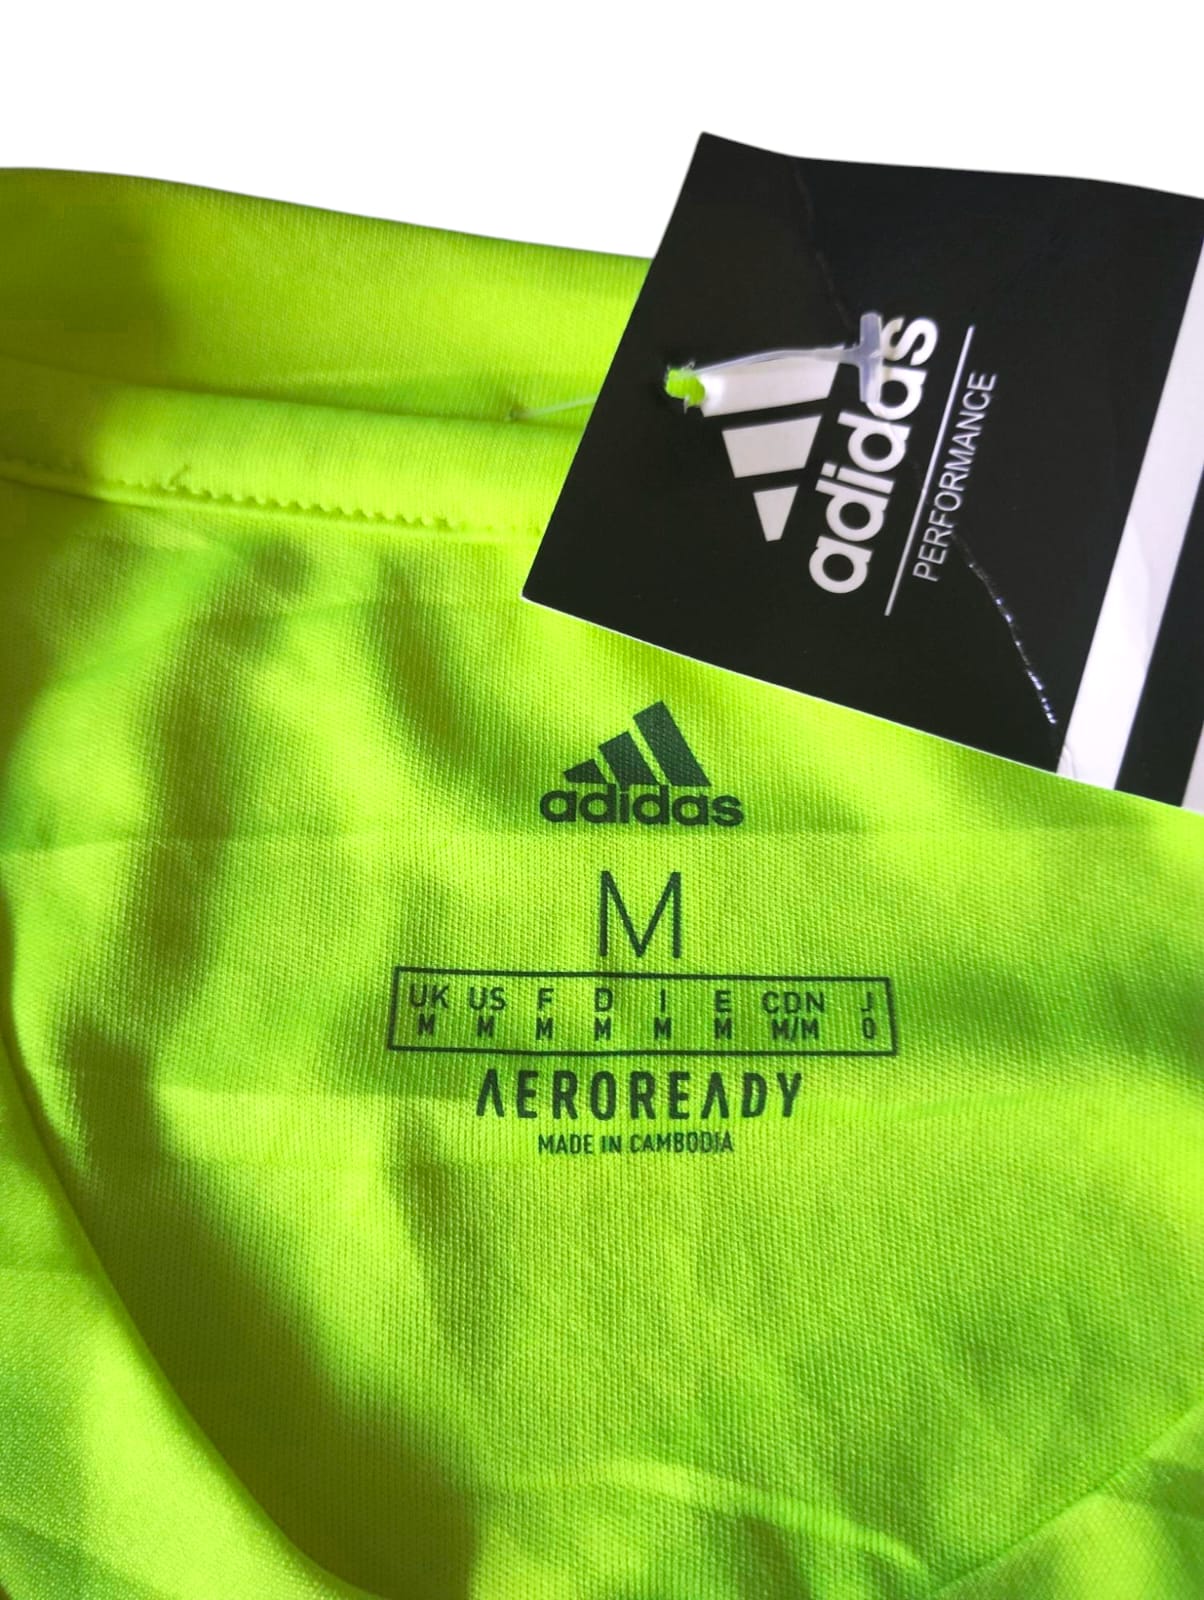 adidas
PERFORMANCE
adidas
M
UK US F D I E CDN J
M M M M M M M/M O
AEROREADY
MADE IN CAMBODIA